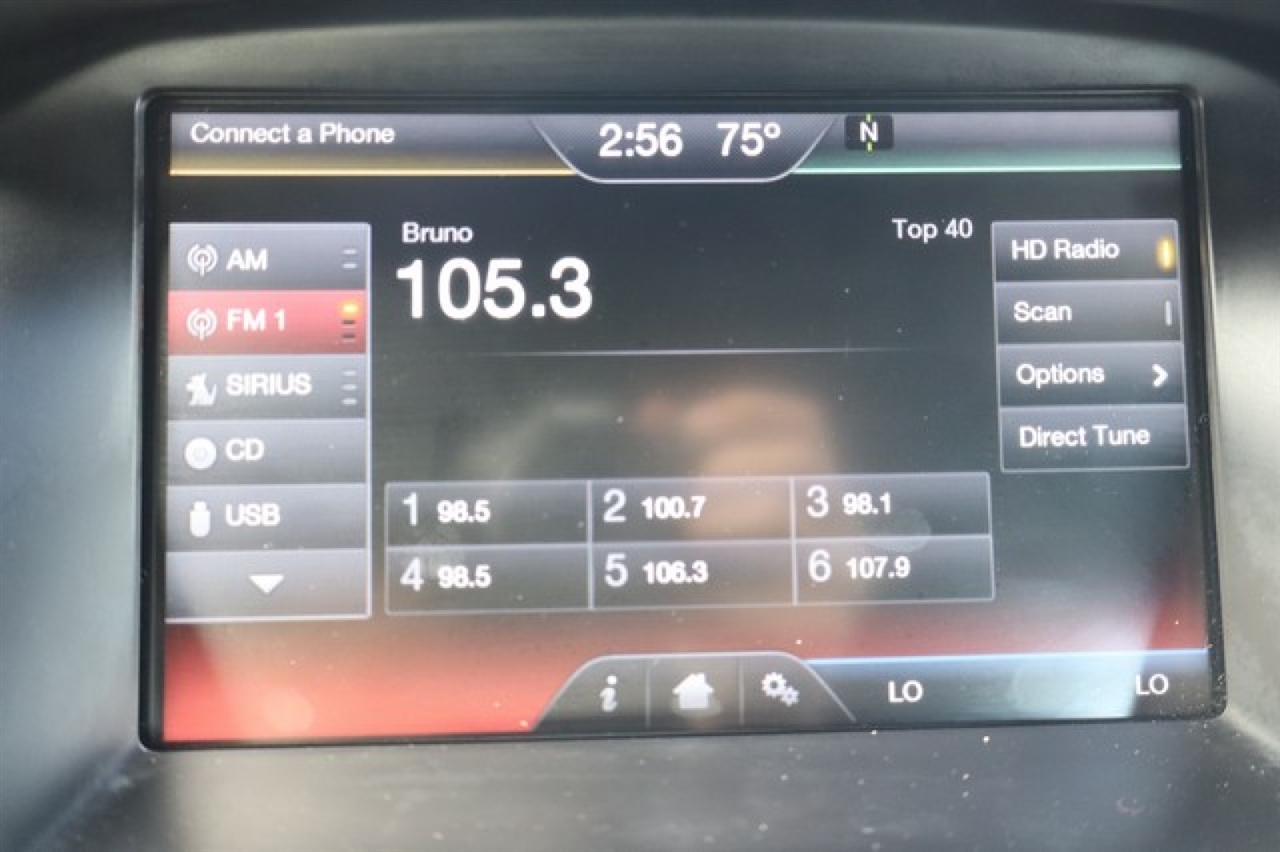 Connect a Phone
2:56 75°
N
AM
FM 1
SIRIUS
CD
USB
Bruno
105.3
Top 40
HD Radio
Scan
Options
Direct Tune
1 98.5
2 100.7
3 98.1
4 98.5
5 106.3
6 107.9
i
LO
LO